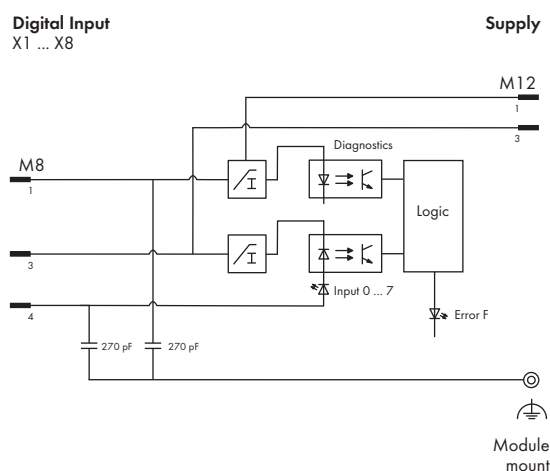 Digital Input
X1 ... X8
Supply
M12
1
3
Diagnostics
M8
1
I
Logic
3
I
4
Input 0 ... 7
Error F
270 pF
270 pF
Module
mount